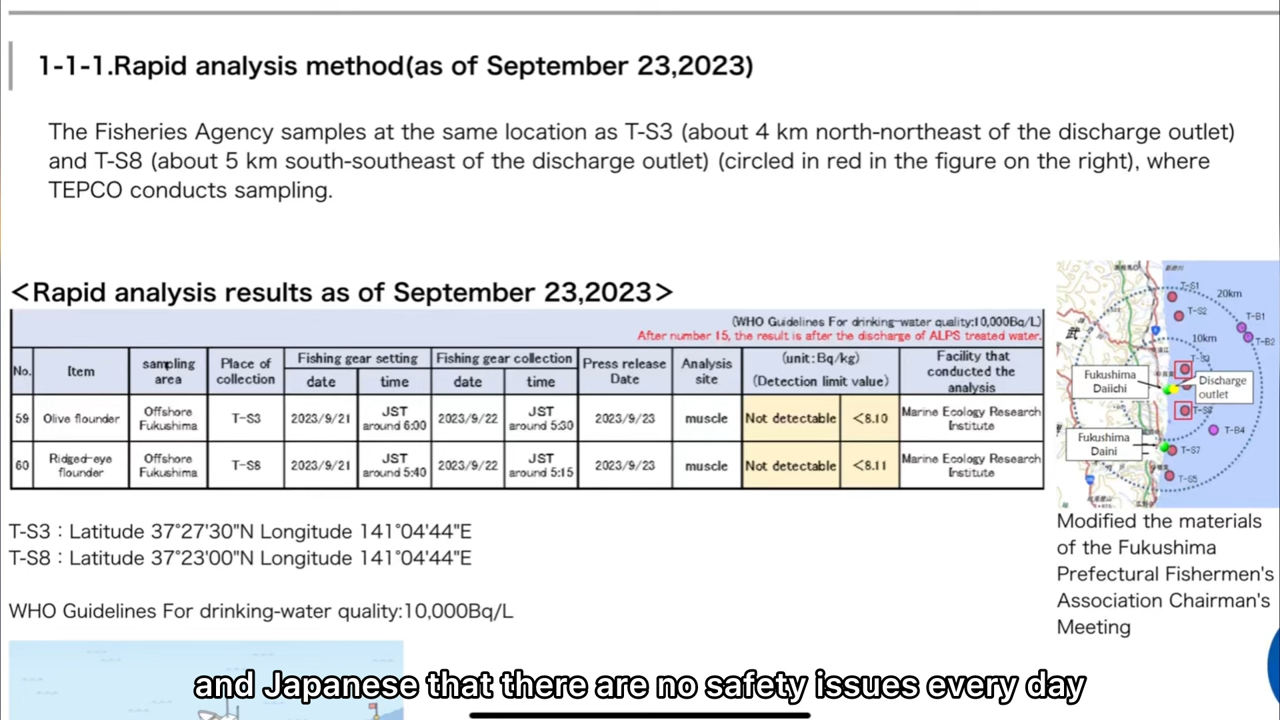 1-1-1.Rapid analysis method(as of September 23,2023)
The Fisheries Agency samples at the same location as T-S3 (about 4 km north-northeast of the discharge outlet)
and T-S8 (about 5 km south-southeast of the discharge outlet) (circled in red in the figure on the right), where
TEPCO conducts sampling.
<Rapid analysis results as of September 23,2023>
(WHO Guidelines For drinking-water quality:10,000Bq/L)
After number 15, the result is after the discharge of ALPS treated water.
No. Item sampling area Place of collection Fishing gear setting date time Fishing gear collection date time Press release Date Analysis site (unit:Bq/kg) (Detection limit value) Facility that conducted the analysis
59 Olive flounder Offshore Fukushima T-S3 2023/9/21 JST around 6:00 2023/9/22 JST around 5:30 2023/9/23 muscle Not detectable <8.10 Marine Ecology Research Institute
60 Ridged-eye flounder Offshore Fukushima T-S8 2023/9/21 JST around 5:40 2023/9/22 JST around 5:15 2023/9/23 muscle Not detectable <8.11 Marine Ecology Research Institute
T-S1
20km
T-S2
T-B1
T-B2
10km
武
Fukushima
Daiichi
Discharge
outlet
T-B4
Fukushima
Daini
T-S7
T-S5
T-S3：Latitude 37°27'30"N Longitude 141°04'44"E
T-S8：Latitude 37°23'00"N Longitude 141°04'44"E
WHO Guidelines For drinking-water quality:10,000Bq/L
Modified the materials
of the Fukushima
Prefectural Fishermen's
Association Chairman's
Meeting
and Japanese that there are no safety issues every day